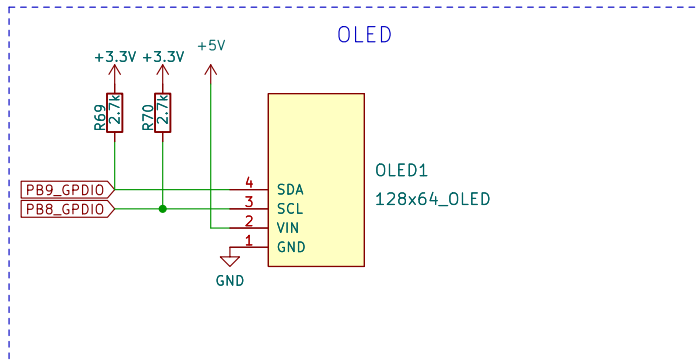 OLED
+3.3V
+3.3V
+5V
R69
2.7k
R70
2.7k
PB9_GPDIO
PB8_GPDIO
4
SDA
3
SCL
2
VIN
1
GND
GND
OLED1
128x64_OLED